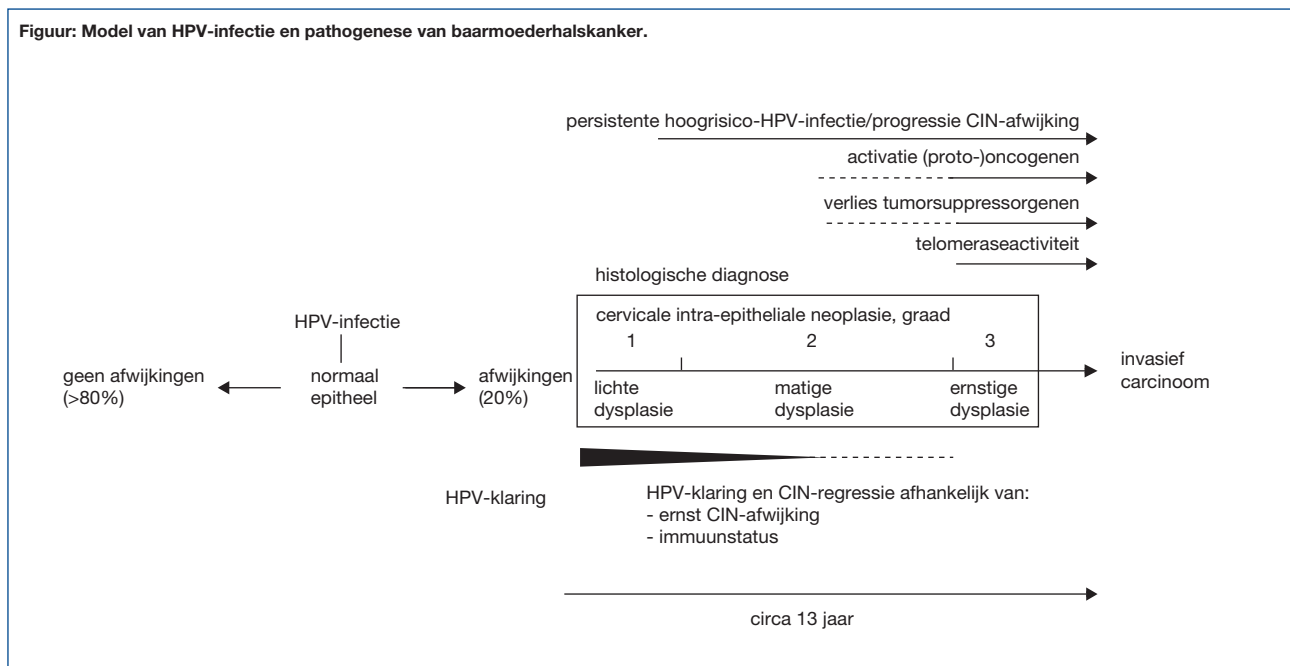 Figuur: Model van HPV-infectie en pathogenese van baarmoederhalskanker.
persistente hoogrisico-HPV-infectie/progressie CIN-afwijking
activatie (proto-)oncogenen
verlies tumorsuppressorgenen
telomeraseactiviteit
histologische diagnose
cervicale intra-epitheliale neoplasie, graad
1 2 3
HPV-infectie
geen afwijkingen
(>80%)
normaal
epitheel
afwijkingen
(20%)
lichte
dysplasie
matige
dysplasie
ernstige
dysplasie
invasief
carcinoom
HPV-klaring
HPV-klaring en CIN-regressie afhankelijk van:
- ernst CIN-afwijking
- immuunstatus
circa 13 jaar